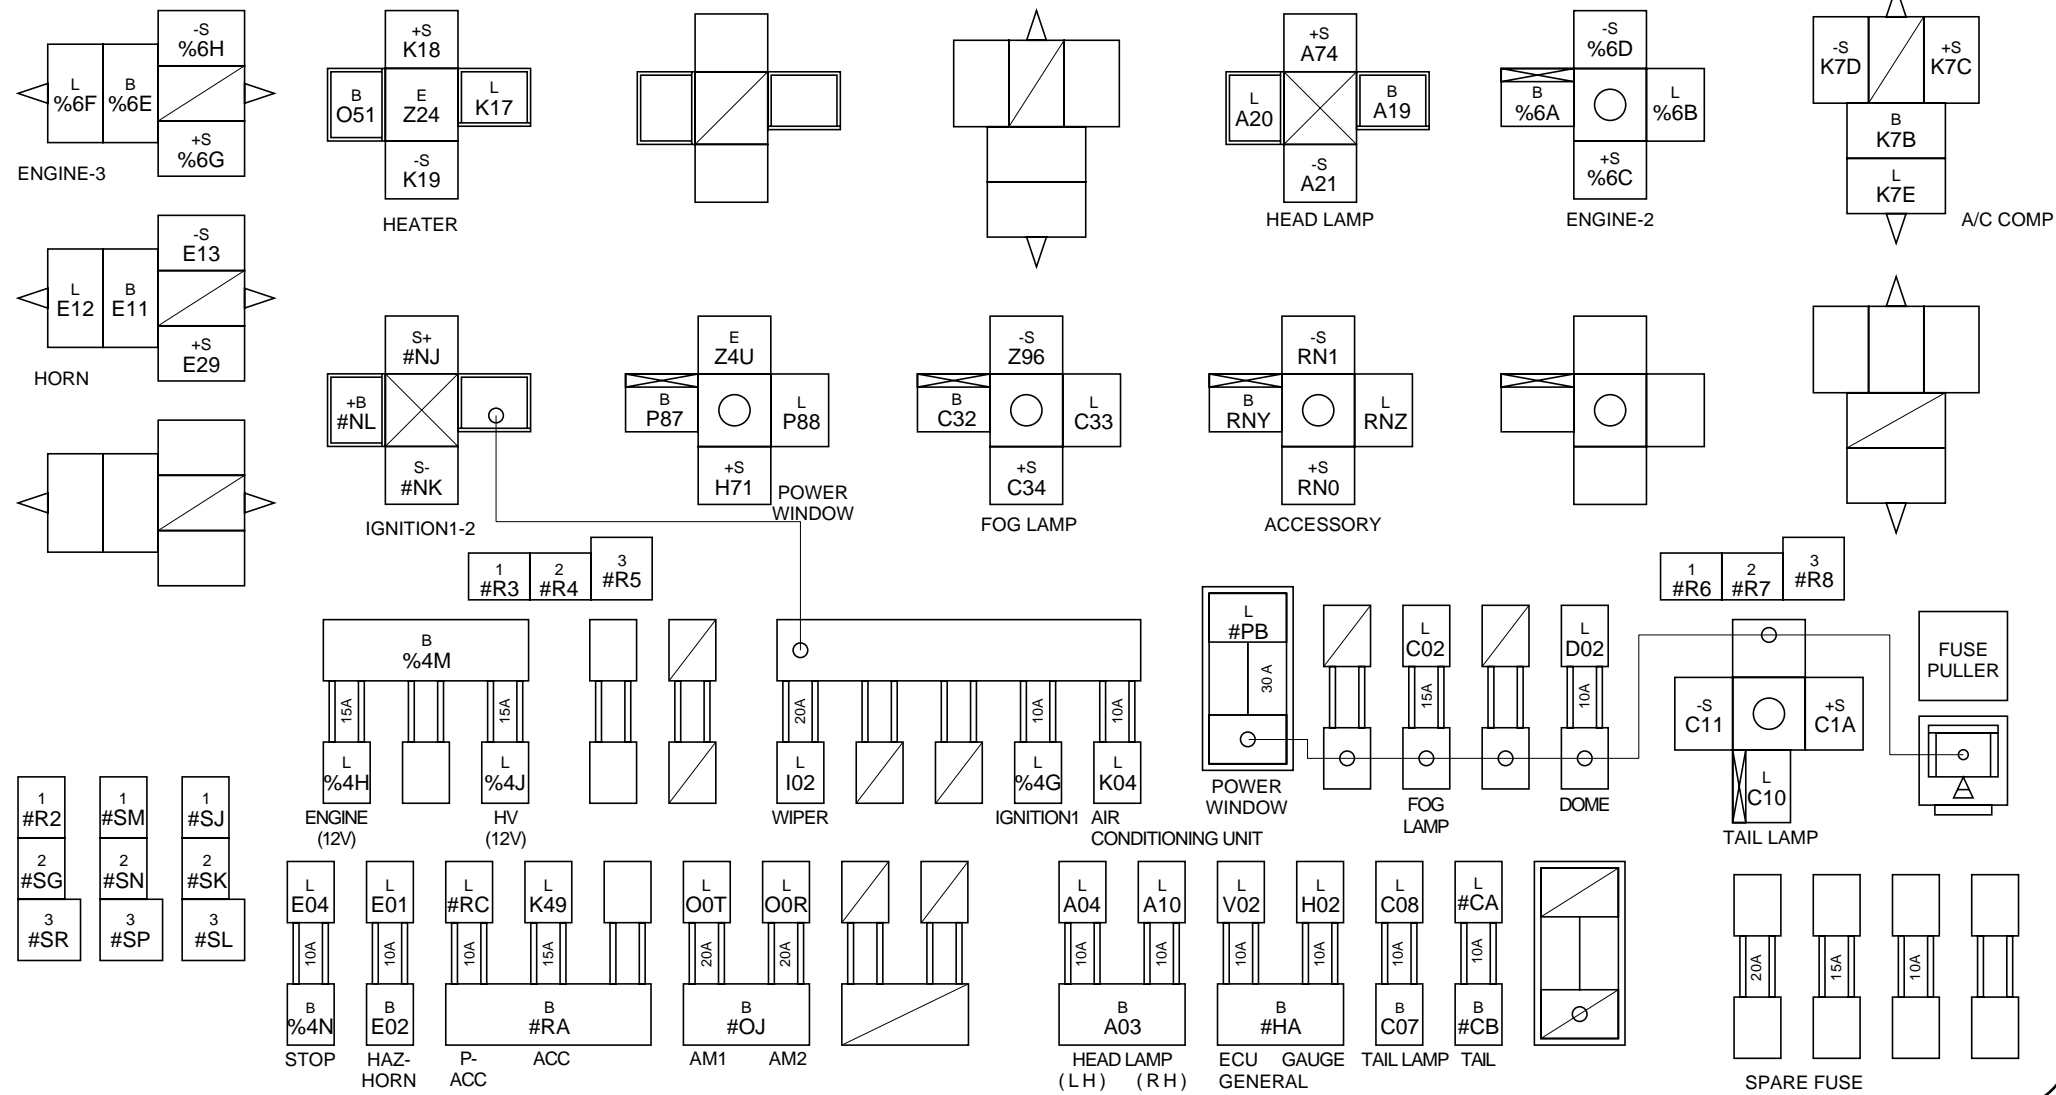 -S
%6H
L
%6F
B
%6E
+S
%6G
ENGINE-3
+S
K18
B
O51
E
Z24
L
K17
-S
K19
HEATER
+S
A74
L
A20
B
A19
-S
A21
HEAD LAMP
-S
%6D
B
%6A
L
%6B
+S
%6C
ENGINE-2
-S
K7D
+S
K7C
B
K7B
L
K7E
A/C COMP
-S
E13
L
E12
B
E11
+S
E29
HORN
S+
#NJ
+B
#NL
S-
#NK
IGNITION1-2
E
Z4U
B
P87
L
P88
+S
H71
POWER
WINDOW
-S
Z96
B
C32
L
C33
+S
C34
FOG LAMP
-S
RN1
B
RNY
L
RNZ
+S
RN0
ACCESSORY
1
#R3
2
#R4
3
#R5
1
#R6
2
#R7
3
#R8
B
%4M
15A
15A
L
%4H
L
%4J
ENGINE
(12V)
HV
(12V)
20A
10A
10A
L
I02
L
%4G
L
K04
WIPER
IGNITION1
AIR
CONDITIONING UNIT
L
#PB
30 A
POWER
WINDOW
L
C02
15A
FOG
LAMP
L
D02
10A
DOME
-S
C11
+S
C1A
L
C10
TAIL LAMP
FUSE
PULLER
A
1
#R2
2
#SG
3
#SR
1
#SM
2
#SN
3
#SP
1
#SJ
2
#SK
3
#SL
L
E04
10A
B
%4N
STOP
L
E01
10A
B
E02
HAZ-
HORN
L
#RC
L
K49
10A
15A
B
#RA
P-
ACC
ACC
L
O0T
L
O0R
20A
20A
B
#OJ
AM1
AM2
L
A04
L
A10
10A
10A
B
A03
HEAD LAMP
(LH)
(RH)
L
V02
L
H02
10A
10A
B
#HA
ECU
GENERAL
GAUGE
L
C08
10A
B
C07
TAIL LAMP
L
#CA
10A
B
#CB
TAIL
20A
15A
10A
SPARE FUSE